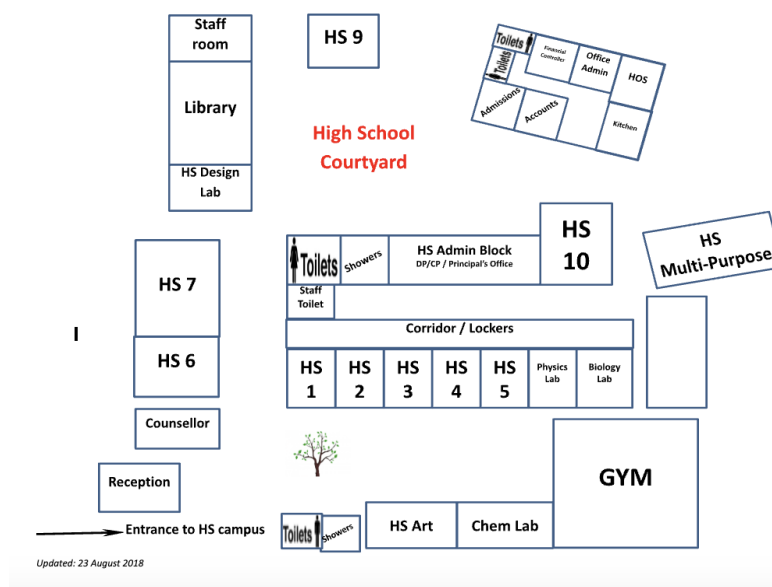 Staff
room
HS 9
Library
HS Design
Lab
High School
Courtyard
Toilets
Toilets
Financial
Controller
Office
Admin
HOS
Admissions
Accounts
Kitchen
HS 7
HS 6
I
Counsellor
Reception
Toilets
Showers
HS Admin Block
DP/CP / Principal's Office
HS
10
HS
Multi-Purpose
Staff
Toilet
Corridor / Lockers
HS
1
HS
2
HS
3
HS
4
HS
5
Physics
Lab
Biology
Lab
GYM
Entrance to HS campus
Toilets
Showers
HS Art
Chem Lab
Updated: 23 August 2018